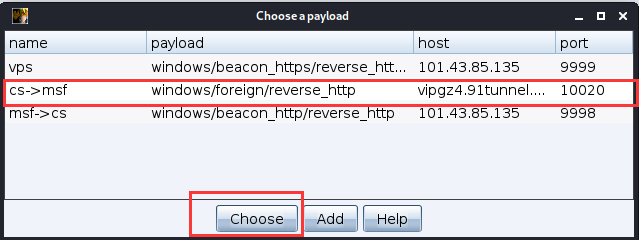 Choose a payload
name payload host port
vps windows/beacon_https/reverse_htt... 101.43.85.135 9999
cs->msf windows/foreign/reverse_http vipgz4.91tunnel.... 10020
msf->cs windows/beacon_http/reverse_http 101.43.85.135 9998
Choose Add Help